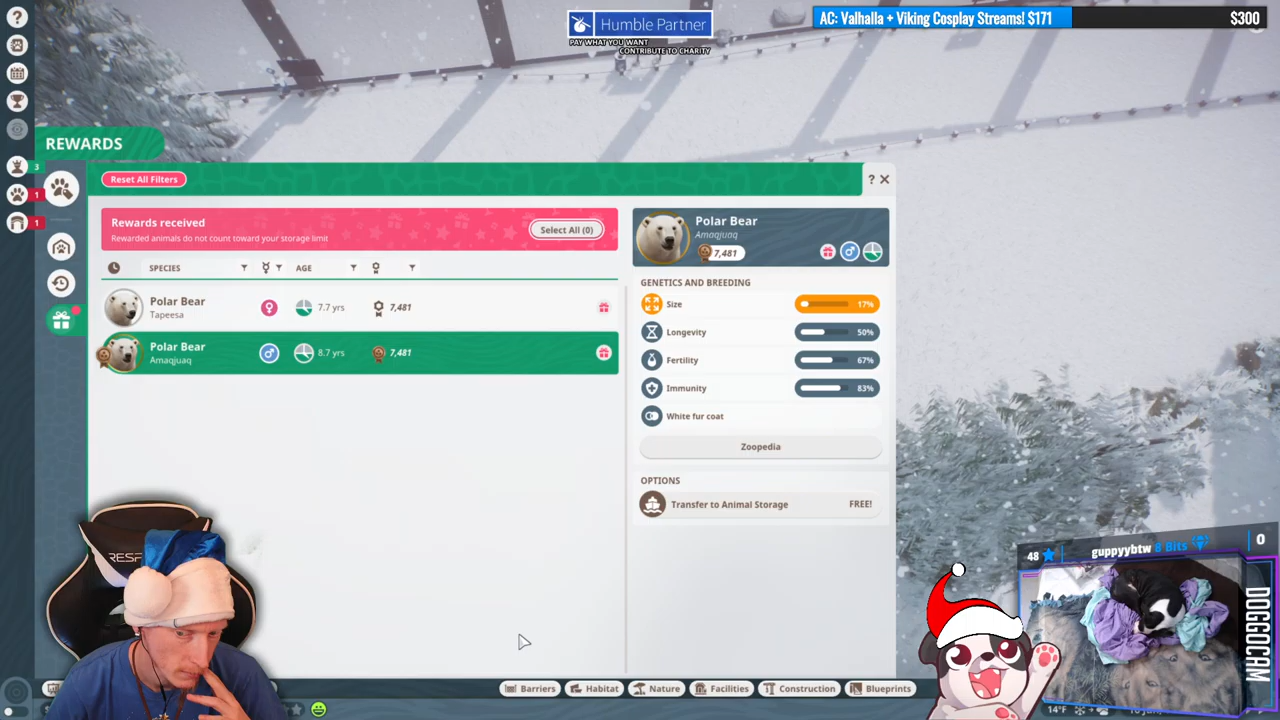 Humble Partner
PAY WHAT YOU WANT
CONTRIBUTE TO CHARITY
AC: Valhalla + Viking Cosplay Streams! $171
$300
REWARDS
3
1
1
Reset All Filters
?
Rewards received
Rewarded animals do not count toward your storage limit
Select All (0)
SPECIES
AGE
Polar Bear
Tapeesa
7.7 yrs
7,481
Polar Bear
Amaqjuaq
8.7 yrs
7,481
Polar Bear
Amaqjuaq
7,481
GENETICS AND BREEDING
Size
17%
Longevity
50%
Fertility
67%
Immunity
83%
White fur coat
Zoopedia
OPTIONS
Transfer to Animal Storage
FREE!
Barriers
Habitat
Nature
Facilities
Construction
Blueprints
48
guppyybtw 8 Bits
0
DOGGOCAM
14°F